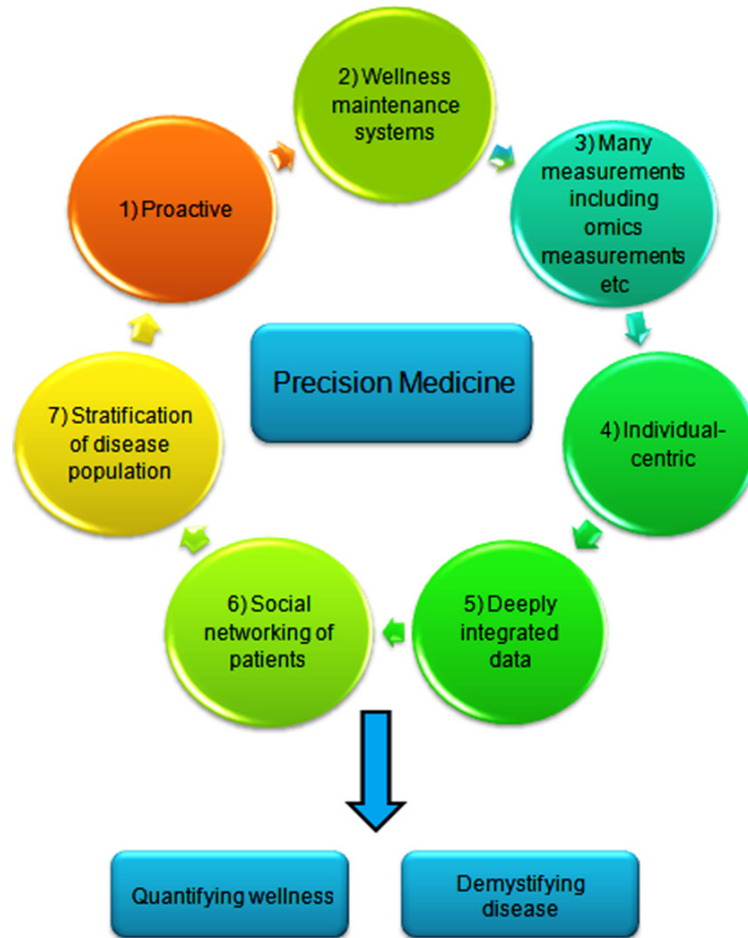 2) Wellness
maintenance
systems
3) Many
measurements
including
omics
measurements
etc
1) Proactive
Precision Medicine
7) Stratification
of disease
population
4) Individual-
centric
6) Social
networking of
patients
5) Deeply
integrated
data
Quantifying wellness
Demystifying
disease